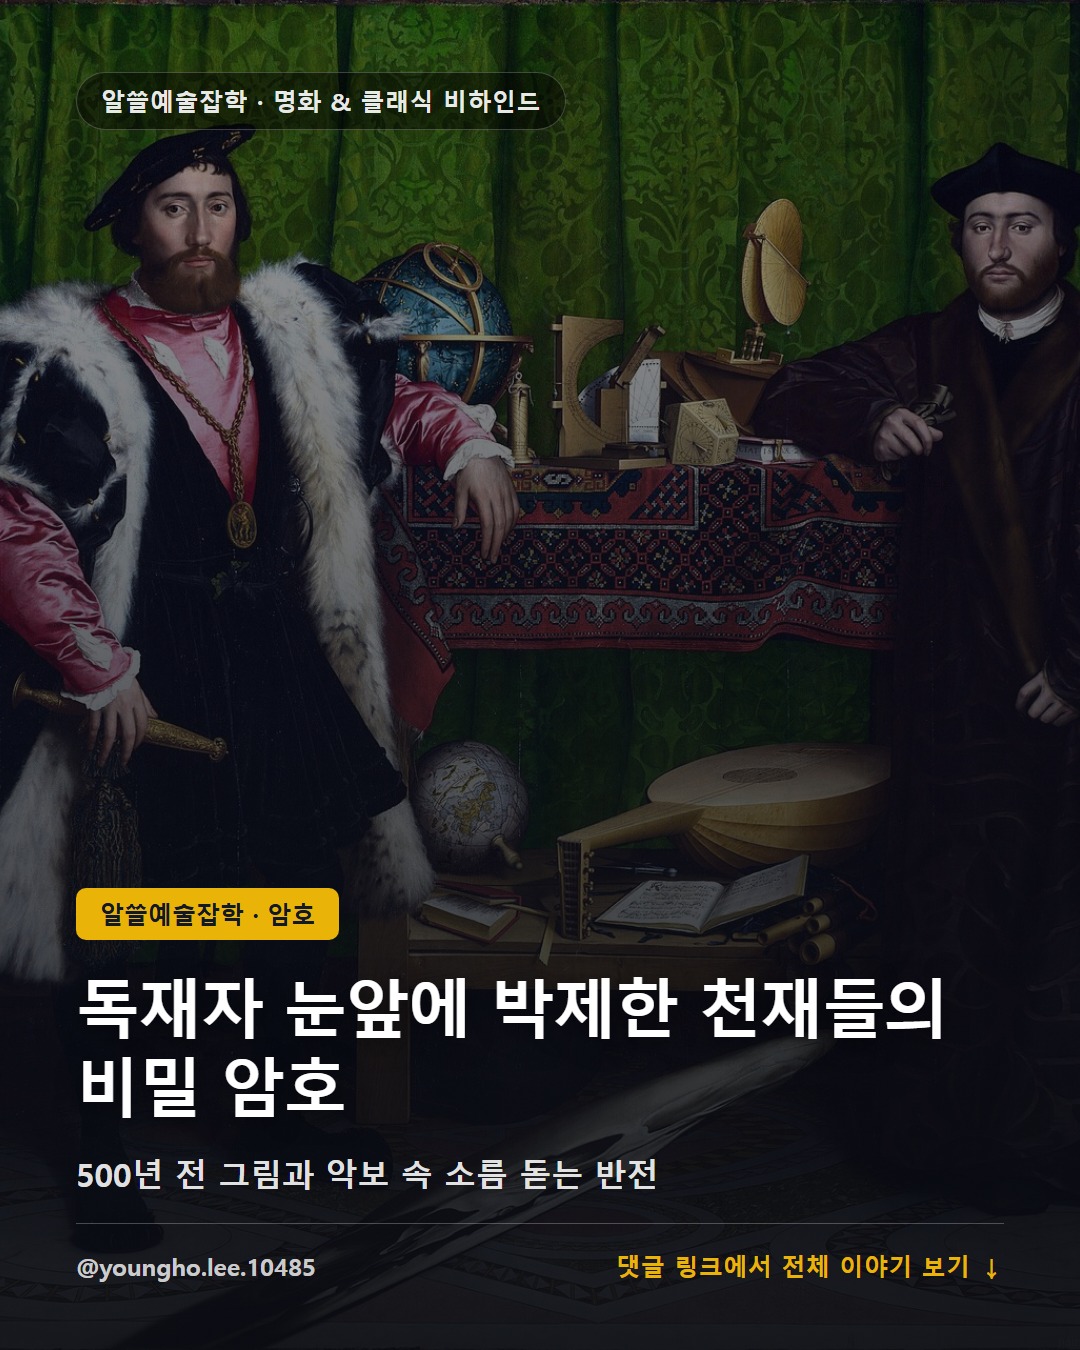 알쓸예술잡학 · 명화 & 클래식 비하인드
알쓸예술잡학 · 암호
독재자 눈앞에 박제한 천재들의
비밀 암호
500년 전 그림과 악보 속 소름 돋는 반전
@youngho.lee.10485
댓글 링크에서 전체 이야기 보기 ↓